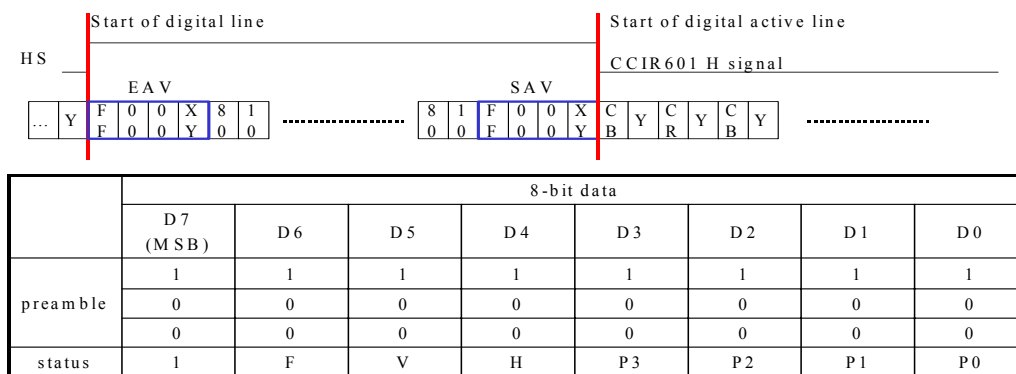 Start of digital line
Start of digital active line
HS
CCIR601 H signal
EAV
SAV
... Y F 0 0 X 8 1
F 0 0 Y 0 0
8 1 F 0 0 X C Y C Y C Y
0 0 F 0 0 Y B R B
8-bit data
D7 (MSB) D6 D5 D4 D3 D2 D1 D0
preamble 1 1 1 1 1 1 1 1
0 0 0 0 0 0 0 0
0 0 0 0 0 0 0 0
status 1 F V H P3 P2 P1 P0